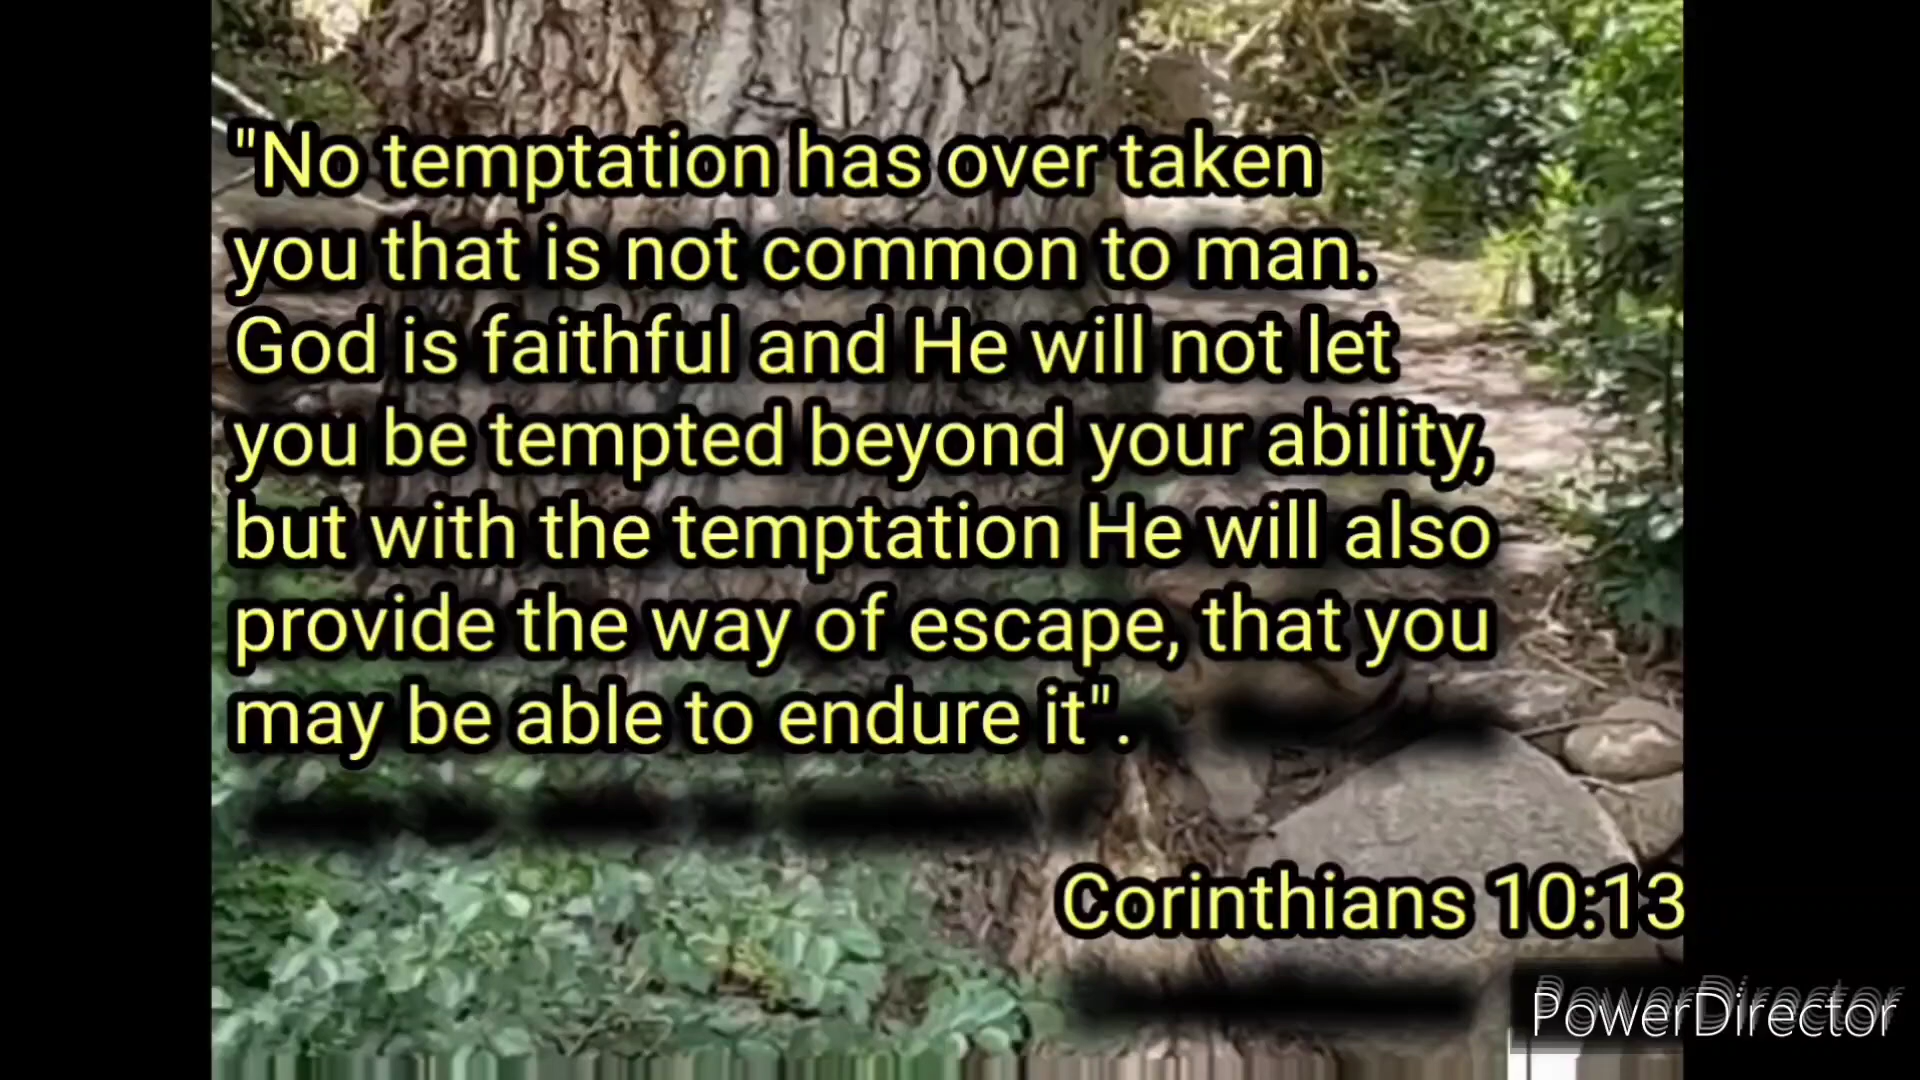 "No temptation has over taken
you that is not common to man.
God is faithful and He will not let
you be tempted beyond your ability,
but with the temptation He will also
provide the way of escape, that you
may be able to endure it".
Corinthians 10:13
PowerDirector